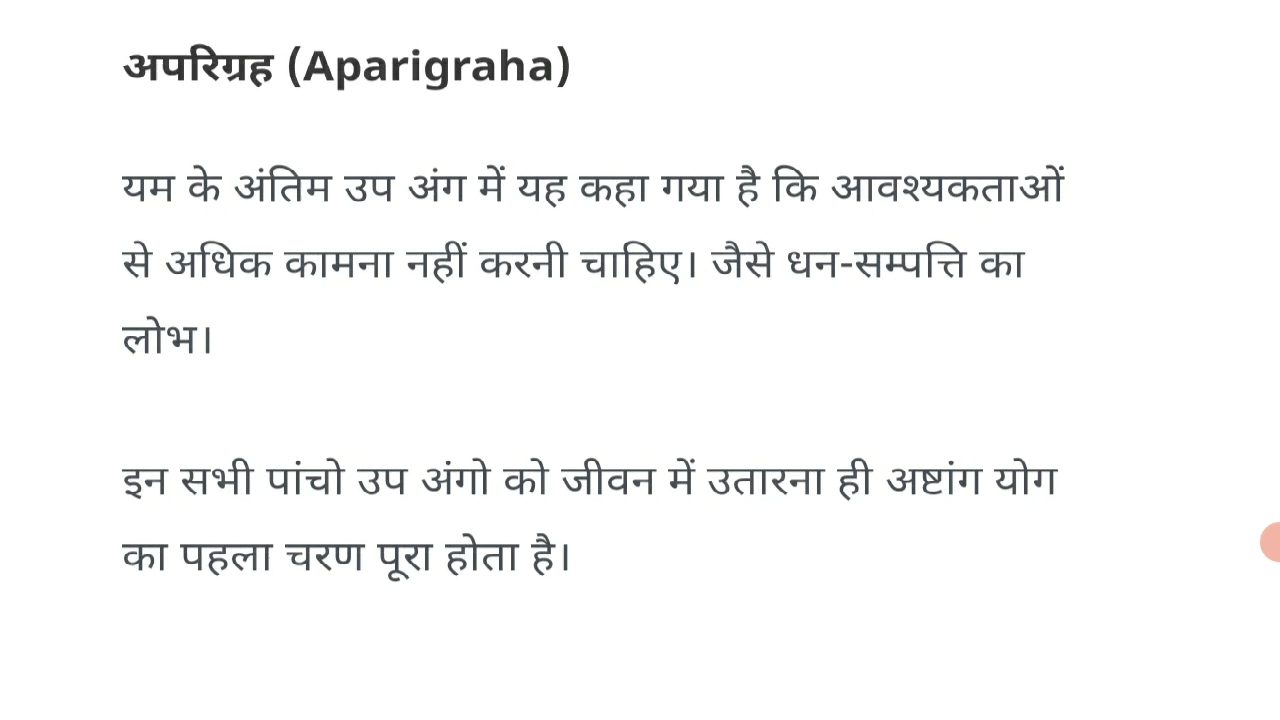 अपरिग्रह (Aparigraha)
यम के अंतिम उप अंग में यह कहा गया है कि आवश्यकताओं
से अधिक कामना नहीं करनी चाहिए। जैसे धन-सम्पत्ति का
लोभ।
इन सभी पांचो उप अंगो को जीवन में उतारना ही अष्टांग योग
का पहला चरण पूरा होता है।